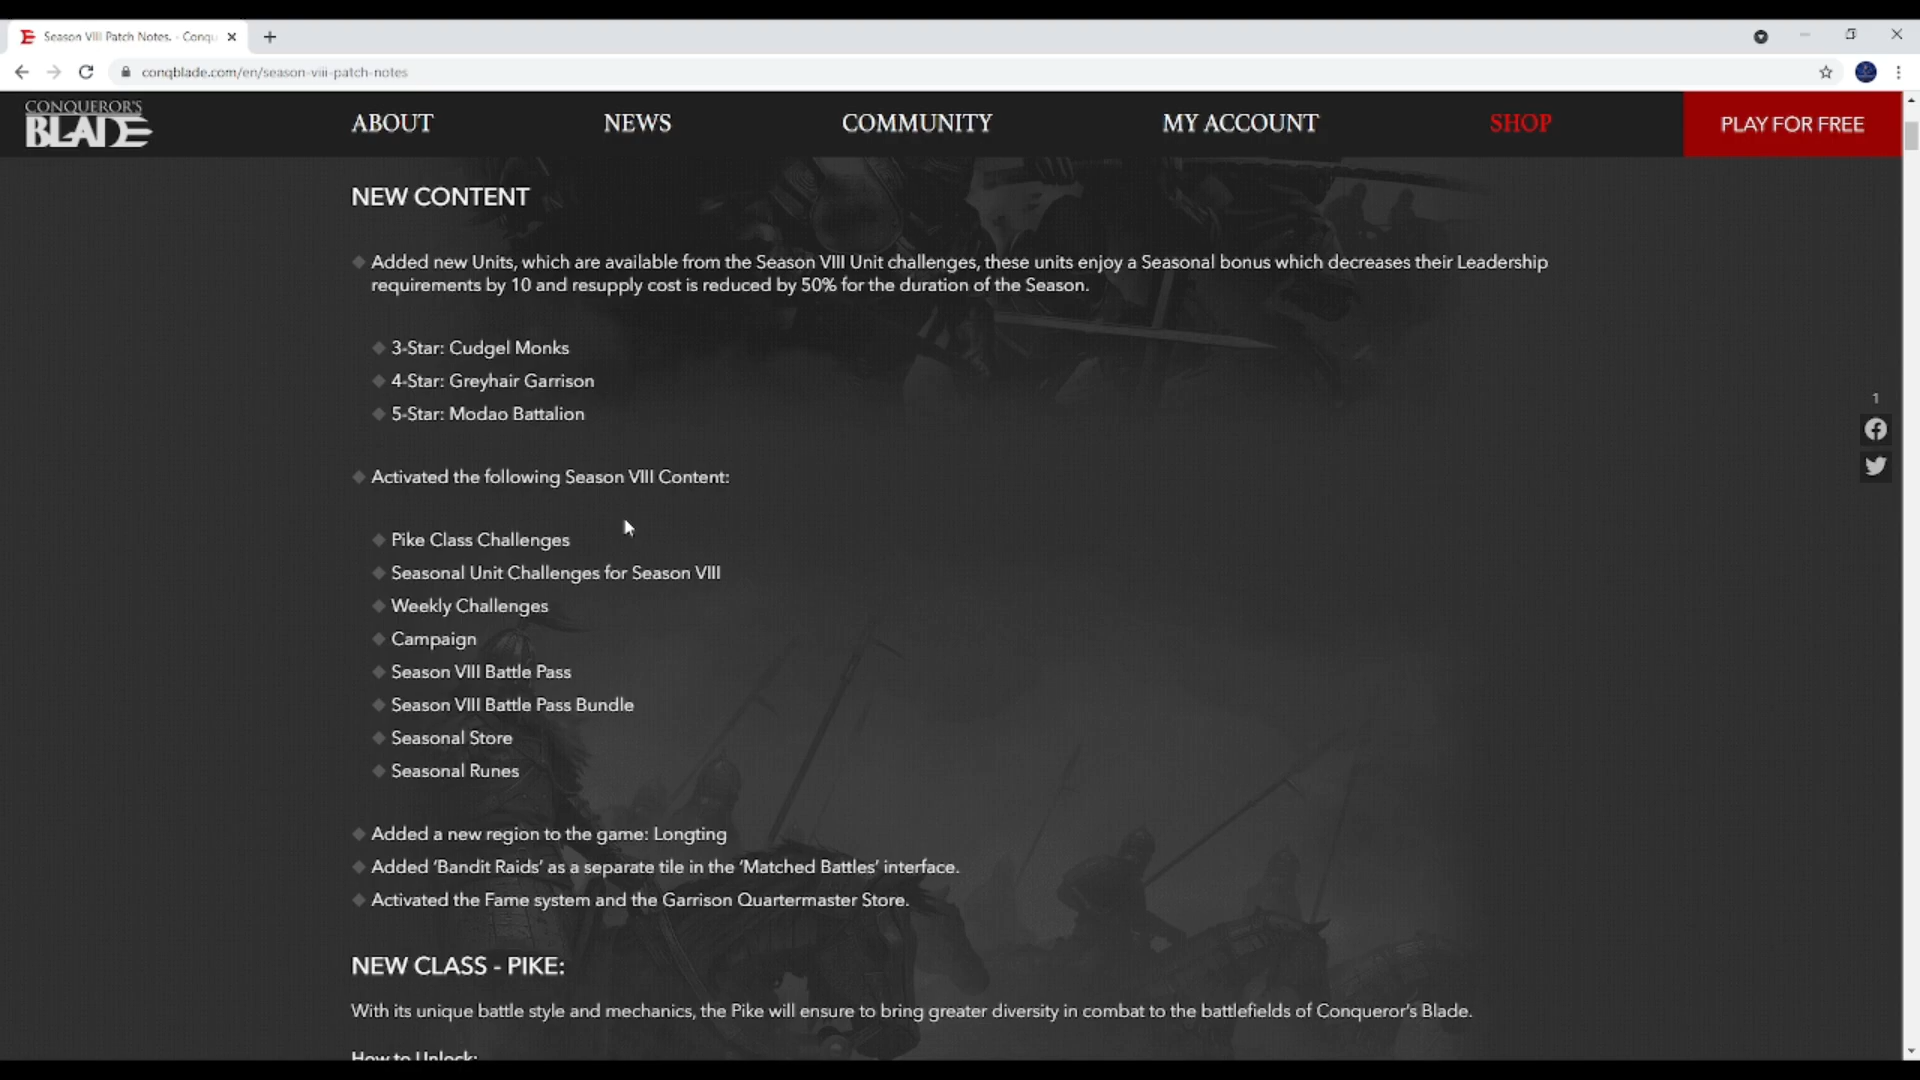 Season VIII Patch Notes. - Conqu
conqblade.com/en/season-viii-patch-notes
CONQUEROR'S
BLADE
ABOUT
NEWS
COMMUNITY
MY ACCOUNT
SHOP
PLAY FOR FREE
NEW CONTENT
Added new Units, which are available from the Season VIII Unit challenges, these units enjoy a Seasonal bonus which decreases their Leadership
requirements by 10 and resupply cost is reduced by 50% for the duration of the Season.
3-Star: Cudgel Monks
4-Star: Greyhair Garrison
5-Star: Modao Battalion
1
Activated the following Season VIII Content:
Pike Class Challenges
Seasonal Unit Challenges for Season VIII
Weekly Challenges
Campaign
Season VIII Battle Pass
Season VIII Battle Pass Bundle
Seasonal Store
Seasonal Runes
Added a new region to the game: Longting
Added ‘Bandit Raids’ as a separate tile in the ‘Matched Battles’ interface.
Activated the Fame system and the Garrison Quartermaster Store.
NEW CLASS - PIKE:
With its unique battle style and mechanics, the Pike will ensure to bring greater diversity in combat to the battlefields of Conqueror’s Blade.
How to Unlock: